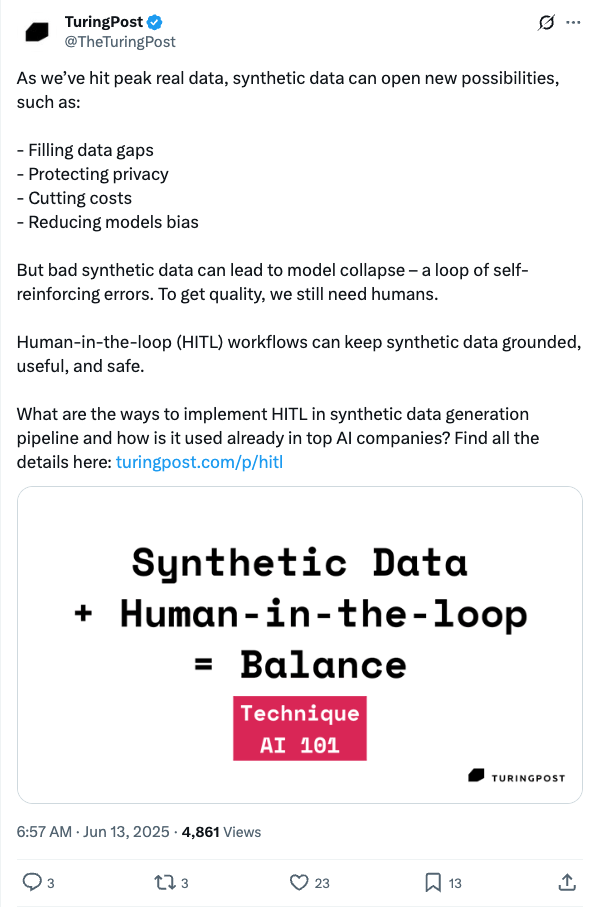 TuringPost
@TheTuringPost
As we’ve hit peak real data, synthetic data can open new possibilities,
such as:
- Filling data gaps
- Protecting privacy
- Cutting costs
- Reducing models bias
But bad synthetic data can lead to model collapse – a loop of self-
reinforcing errors. To get quality, we still need humans.
Human-in-the-loop (HITL) workflows can keep synthetic data grounded,
useful, and safe.
What are the ways to implement HITL in synthetic data generation
pipeline and how is it used already in top AI companies? Find all the
details here: turingpost.com/p/hitl
Synthetic Data
+ Human-in-the-loop
= Balance
Technique
AI 101
TURINGPOST
6:57 AM · Jun 13, 2025 · 4,861 Views
3 3 23 13